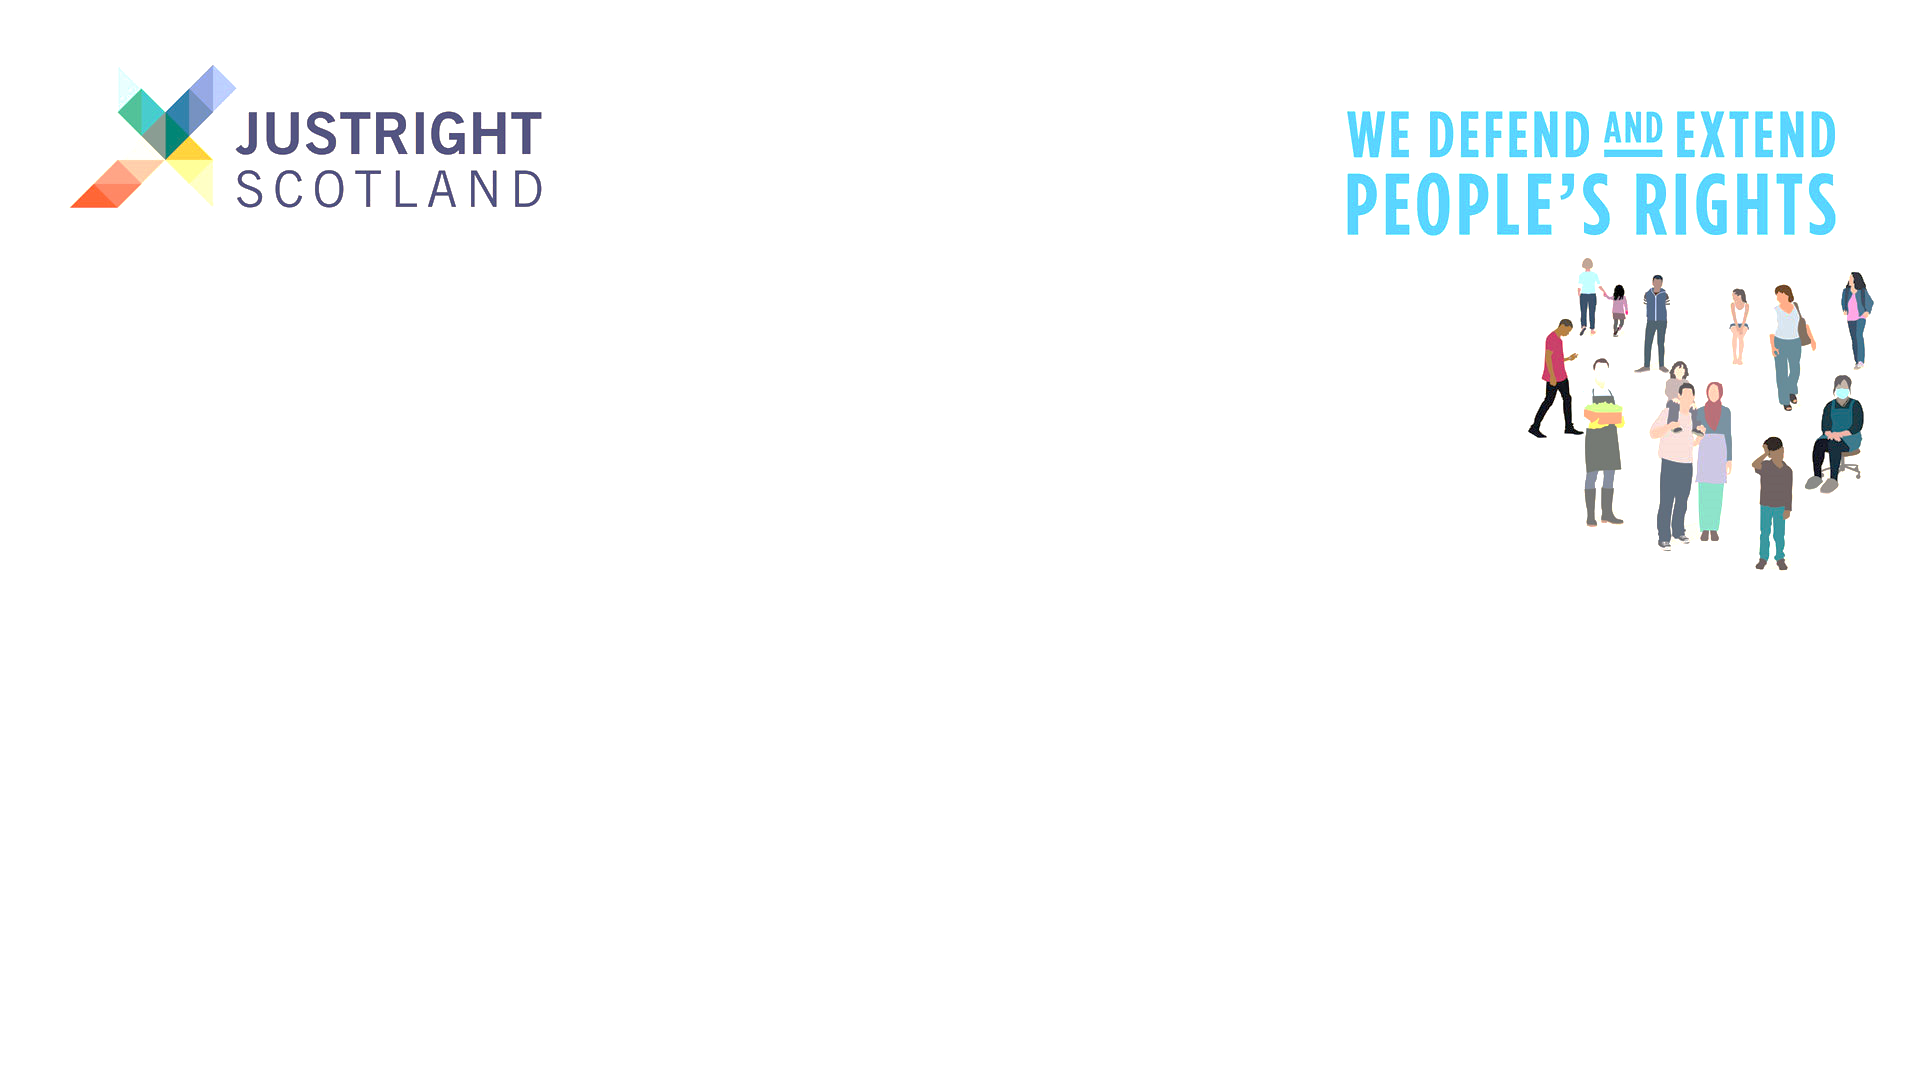 JUSTRIGHT
SCOTLAND
WE DEFEND AND EXTEND
PEOPLE’S RIGHTS